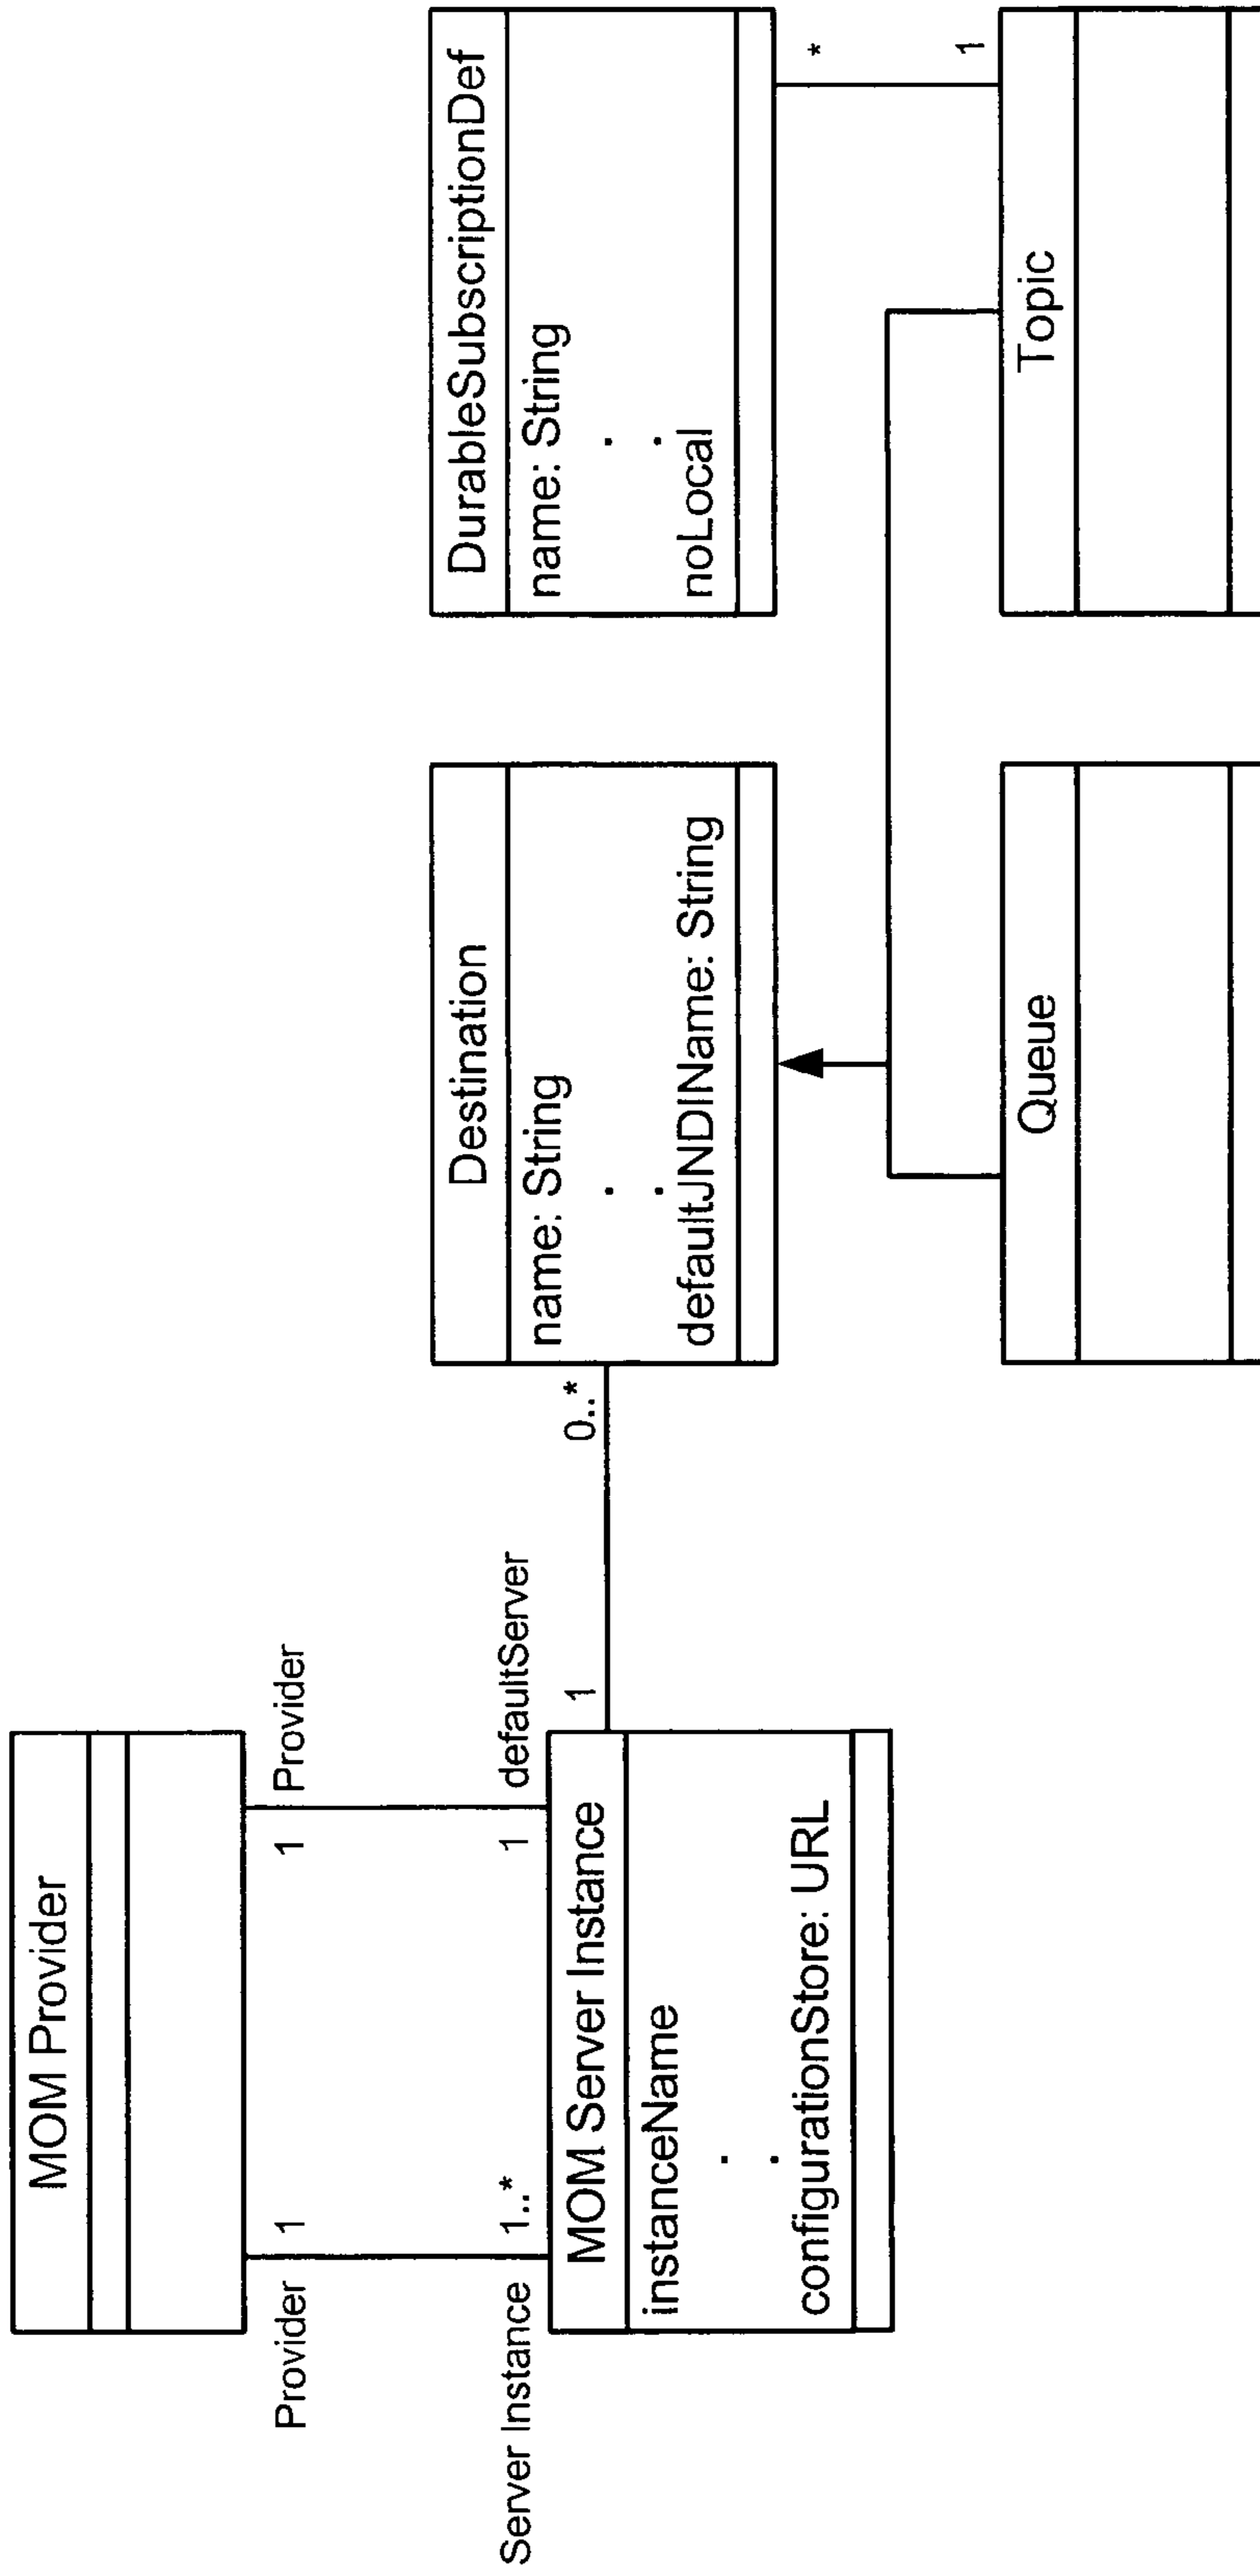 MOM Provider
Provider 1
1 Provider
Server Instance 1..*
1 defaultServer
MOM Server Instance
instanceName
.
.
configurationStore: URL
1
0..*
Destination
name: String
.
.
defaultJNDIName: String
DurableSubscriptionDef
name: String
.
.
noLocal
*
1
Queue
Topic